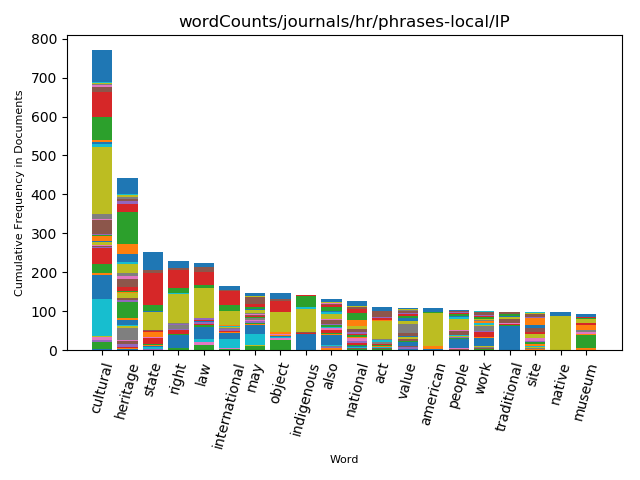 wordCounts/journals/hr/phrases-local/IP
Cumulative Frequency in Documents
800
700
600
500
400
300
200
100
0
cultural
heritage
state
right
law
international
may
object
indigenous
also
national
act
value
american
people
work
traditional
site
native
museum
Word